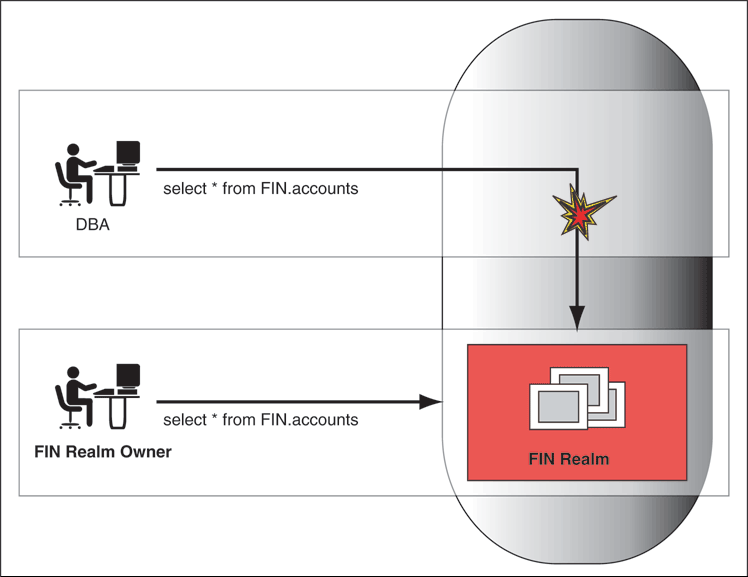 select * from FIN.accounts
DBA
select * from FIN.accounts
FIN Realm Owner
FIN Realm